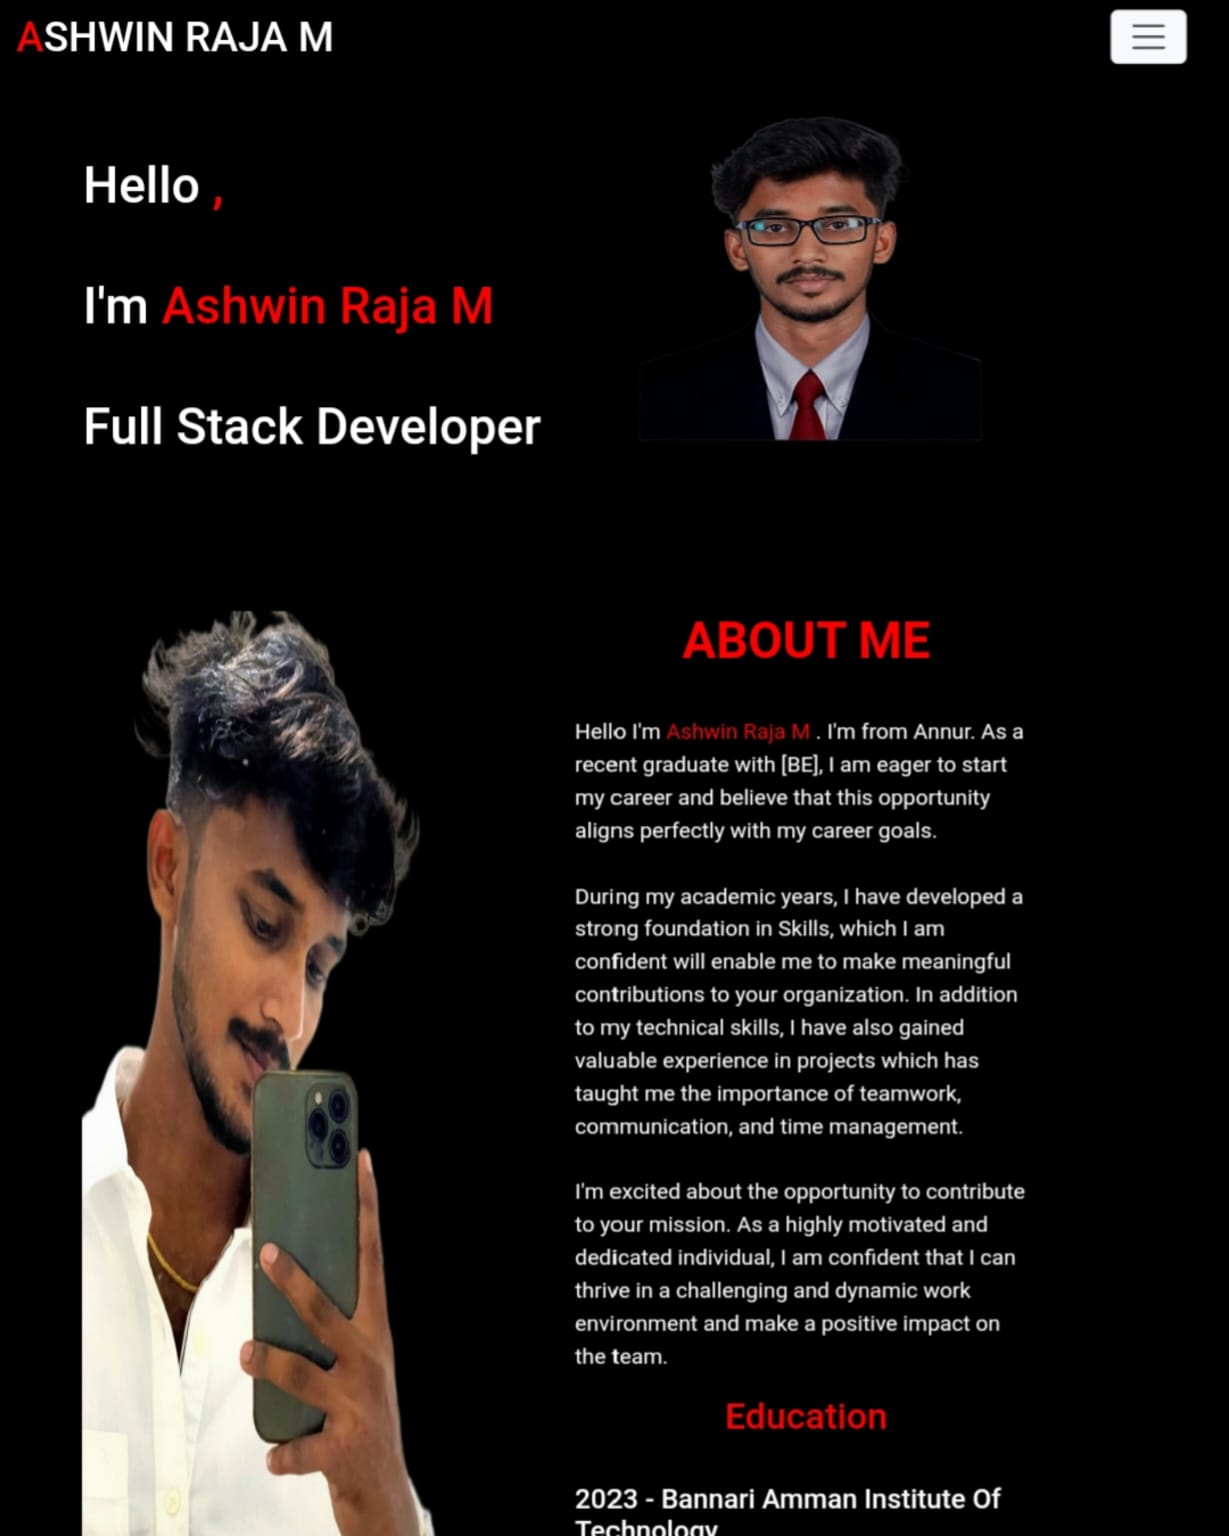 ASHWIN RAJA M
Hello ,
I'm Ashwin Raja M
Full Stack Developer
ABOUT ME
Hello I'm Ashwin Raja M . I'm from Annur. As a
recent graduate with [BE], I am eager to start
my career and believe that this opportunity
aligns perfectly with my career goals.
During my academic years, I have developed a
strong foundation in Skills, which I am
confident will enable me to make meaningful
contributions to your organization. In addition
to my technical skills, I have also gained
valuable experience in projects which has
taught me the importance of teamwork,
communication, and time management.
I'm excited about the opportunity to contribute
to your mission. As a highly motivated and
dedicated individual, I am confident that I can
thrive in a challenging and dynamic work
environment and make a positive impact on
the team.
Education
2023 - Bannari Amman Institute Of
Technology